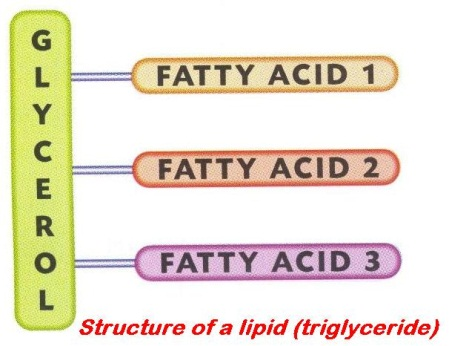 GLYCEROL
FATTY ACID 1
FATTY ACID 2
FATTY ACID 3
Structure of a lipid (triglyceride)